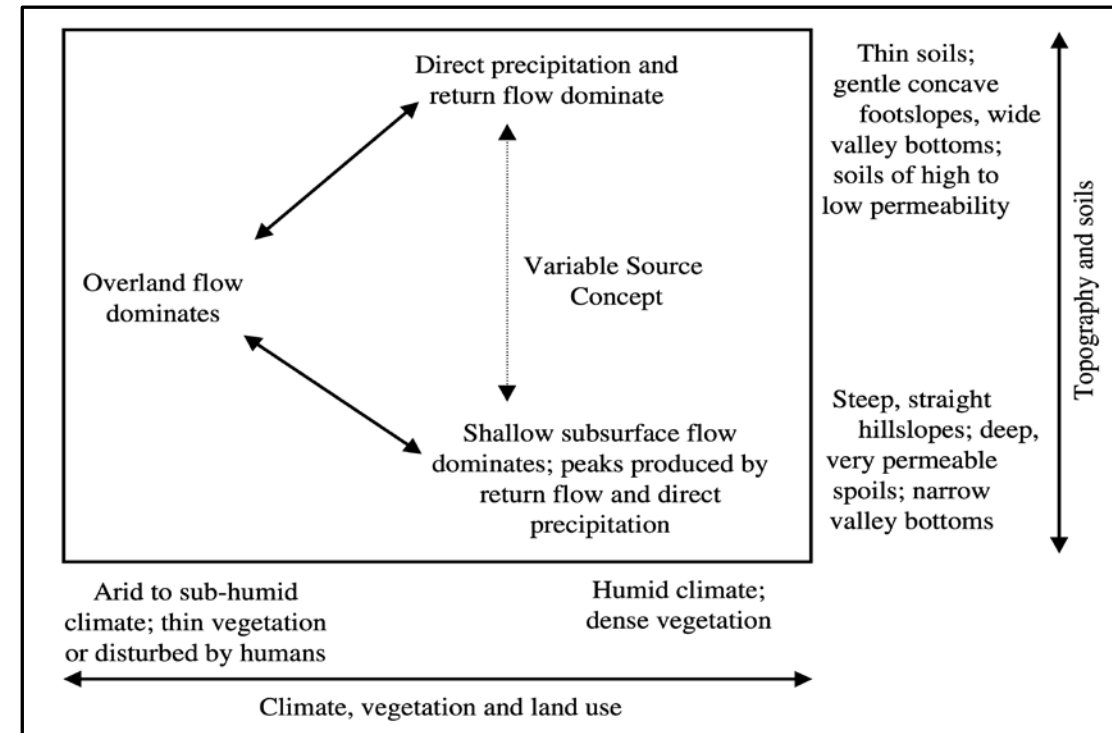 Direct precipitation and
return flow dominate
Thin soils;
gentle concave
footslopes, wide
valley bottoms;
soils of high to
low permeability
Overland flow
dominates
Variable Source
Concept
Topography and soils
Shallow subsurface flow
dominates; peaks produced by
return flow and direct
precipitation
Steep, straight
hillslopes; deep,
very permeable
spoils; narrow
valley bottoms
Arid to sub-humid
climate; thin vegetation
or disturbed by humans
Humid climate;
dense vegetation
Climate, vegetation and land use